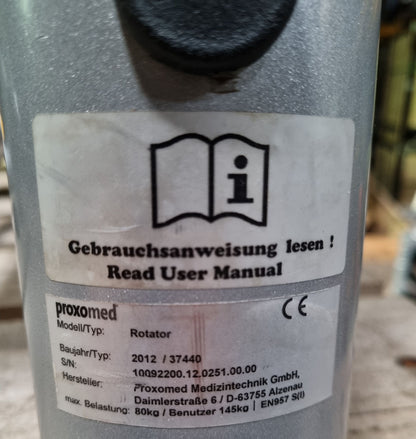 i
Gebrauchsanweisung lesen !
Read User Manual
proxomed CE
Modell/Typ: Rotator
Baujahr/Typ: 2012 / 37440
S/N: 10092200.12.0251.00.00
Hersteller: Proxomed Medizintechnik GmbH,
Daimlerstraße 6 / D-63755 Alzenau
max. Belastung: 80kg / Benutzer 145kg | EN957 S(I)